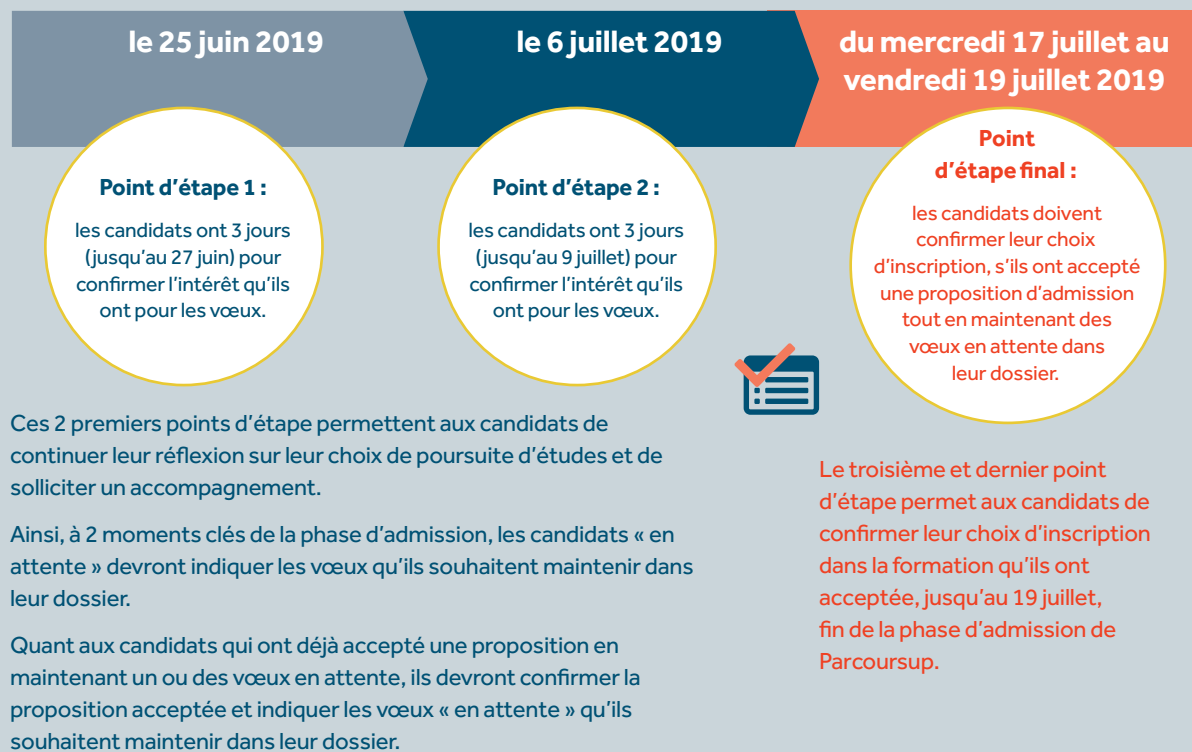 le 25 juin 2019
le 6 juillet 2019
du mercredi 17 juillet au
vendredi 19 juillet 2019
Point d’étape 1 :
les candidats ont 3 jours
(jusqu’au 27 juin) pour
confirmer l’intérêt qu’ils
ont pour les vœux.
Point d’étape 2 :
les candidats ont 3 jours
(jusqu’au 9 juillet) pour
confirmer l’intérêt qu’ils
ont pour les vœux.
Point
d’étape final :
les candidats doivent
confirmer leur choix
d’inscription, s’ils ont accepté
une proposition d’admission
tout en maintenant des
vœux en attente dans
leur dossier.
Ces 2 premiers points d’étape permettent aux candidats de
continuer leur réflexion sur leur choix de poursuite d’études et de
solliciter un accompagnement.
Ainsi, à 2 moments clés de la phase d’admission, les candidats « en
attente » devront indiquer les vœux qu’ils souhaitent maintenir dans
leur dossier.
Quant aux candidats qui ont déjà accepté une proposition en
maintenant un ou des vœux en attente, ils devront confirmer la
proposition acceptée et indiquer les vœux « en attente » qu’ils
souhaitent maintenir dans leur dossier.
Le troisième et dernier point
d’étape permet aux candidats de
confirmer leur choix d’inscription
dans la formation qu’ils ont
acceptée, jusqu’au 19 juillet,
fin de la phase d’admission de
Parcoursup.